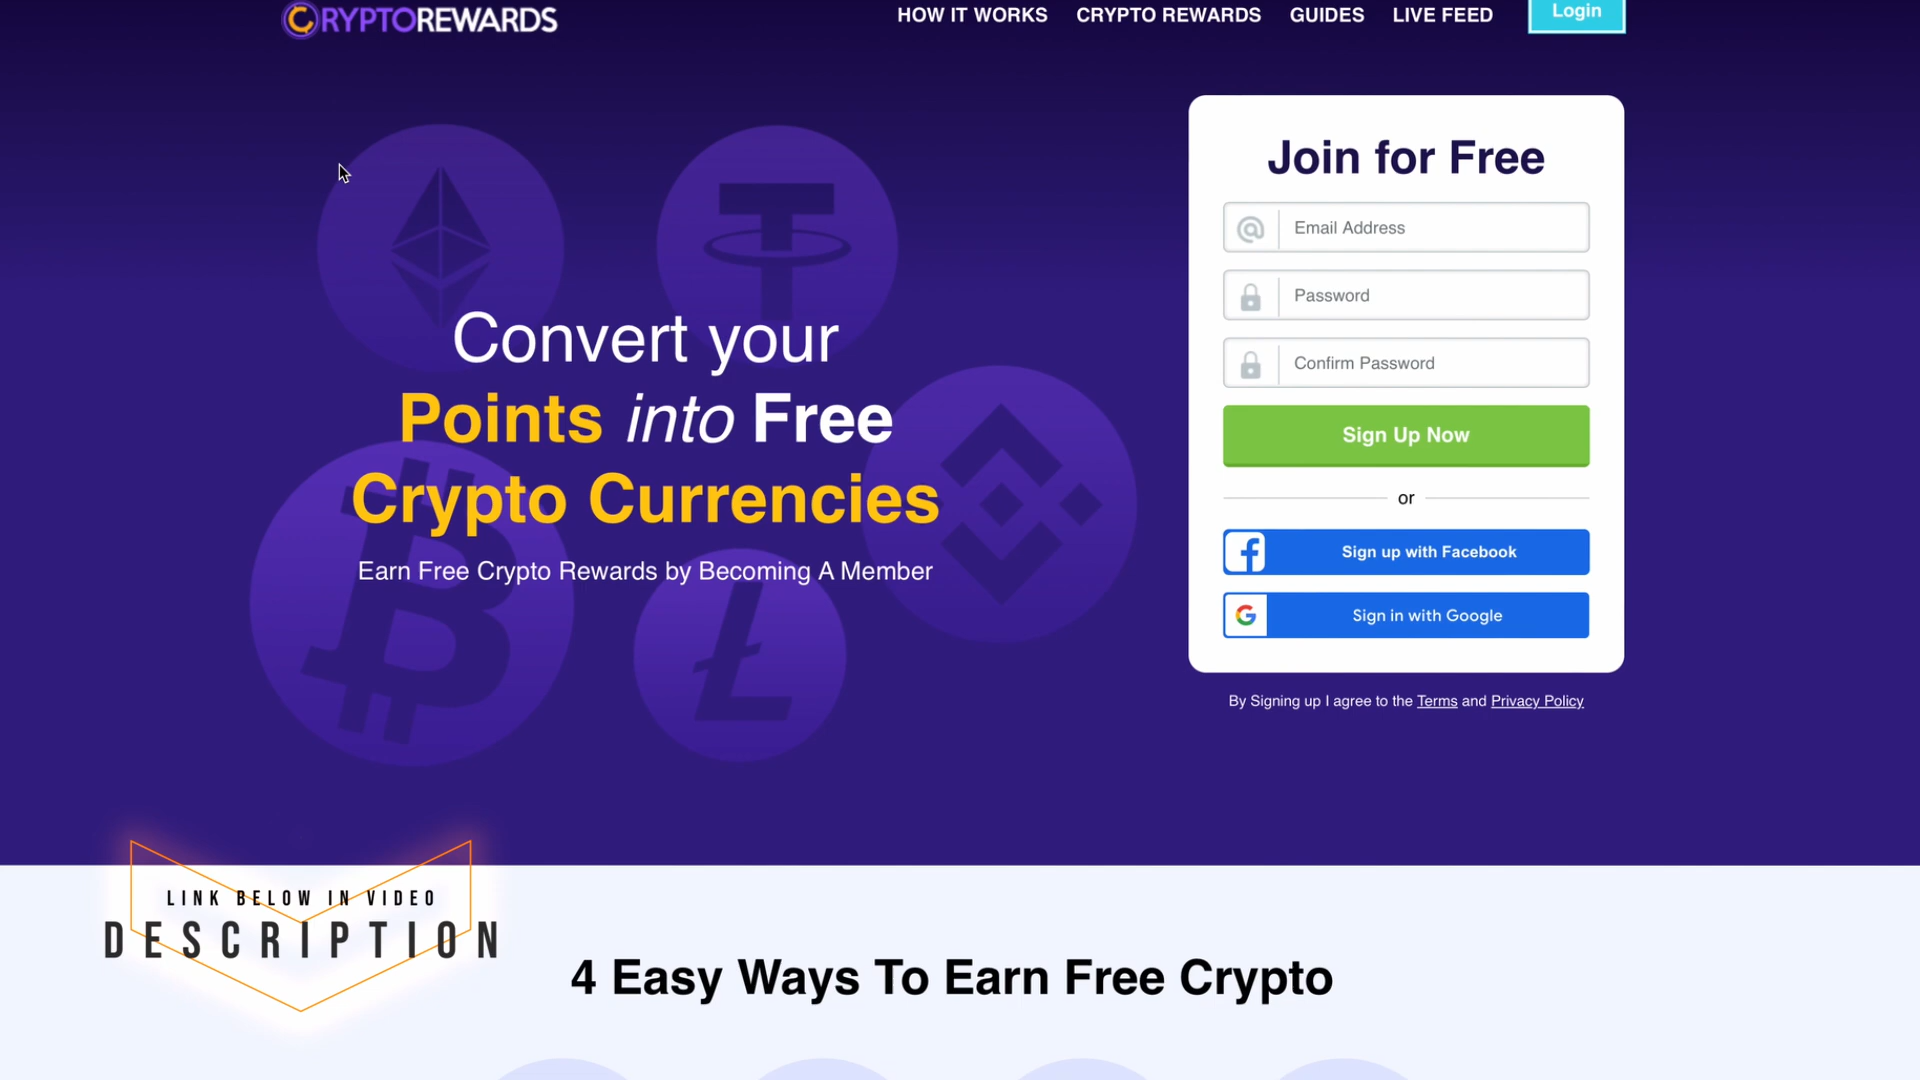 CRYPTOREWARDS
HOW IT WORKS
CRYPTO REWARDS
GUIDES
LIVE FEED
Login
Convert your
Points into Free
Crypto Currencies
Earn Free Crypto Rewards by Becoming A Member
Join for Free
Email Address
Password
Confirm Password
Sign Up Now
or
Sign up with Facebook
Sign in with Google
By Signing up I agree to the Terms and Privacy Policy
LINK BELOW IN VIDEO
DESCRIPTION
4 Easy Ways To Earn Free Crypto